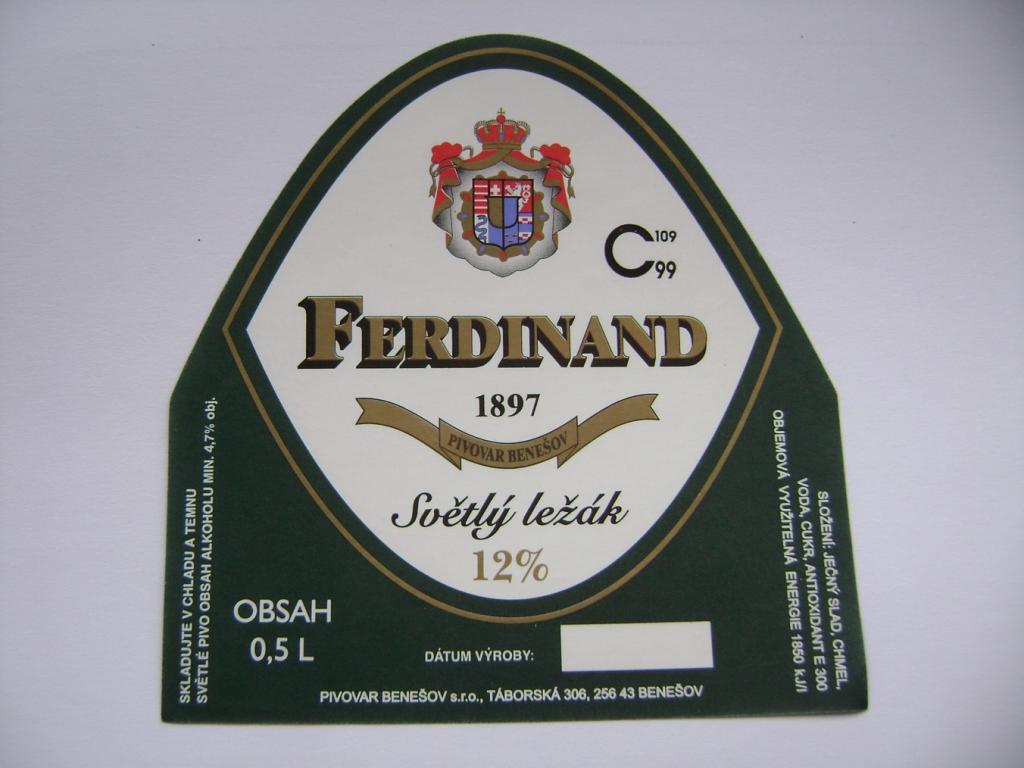 C 109
99
FERDINAND
1897
PIVOVAR BENEŠOV
Světlý ležák
12%
SKLADUJTE V CHLADU A TEMNU
SVĚTLÉ PIVO OBSAH ALKOHOLU MIN. 4,7% obj.
OBSAH
0,5 L
DÁTUM VÝROBY:
PIVOVAR BENEŠOV s.r.o., TÁBORSKÁ 306, 256 43 BENEŠOV
SLOŽENÍ: JEČNÝ SLAD, CHMEL,
VODA, CUKR, ANTIOXIDANT E 300
OBJEMOVÁ VYUŽITELNÁ ENERGIE 1850 kJ/l